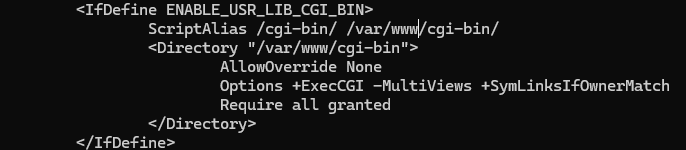 <IfDefine ENABLE_USR_LIB_CGI_BIN>
ScriptAlias /cgi-bin/ /var/www/cgi-bin/
<Directory "/var/www/cgi-bin">
AllowOverride None
Options +ExecCGI -MultiViews +SymLinksIfOwnerMatch
Require all granted
</Directory>
</IfDefine>